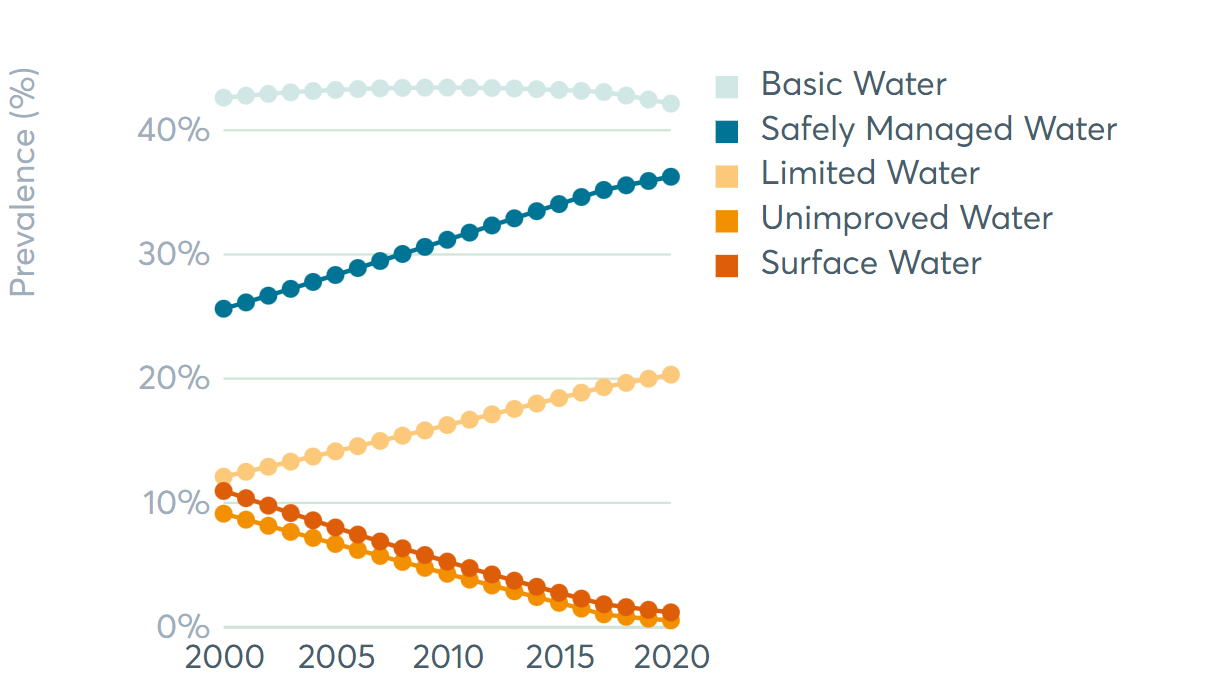 Prevalence (%)
40%
30%
20%
10%
0%
2000 2005 2010 2015 2020
Basic Water
Safely Managed Water
Limited Water
Unimproved Water
Surface Water